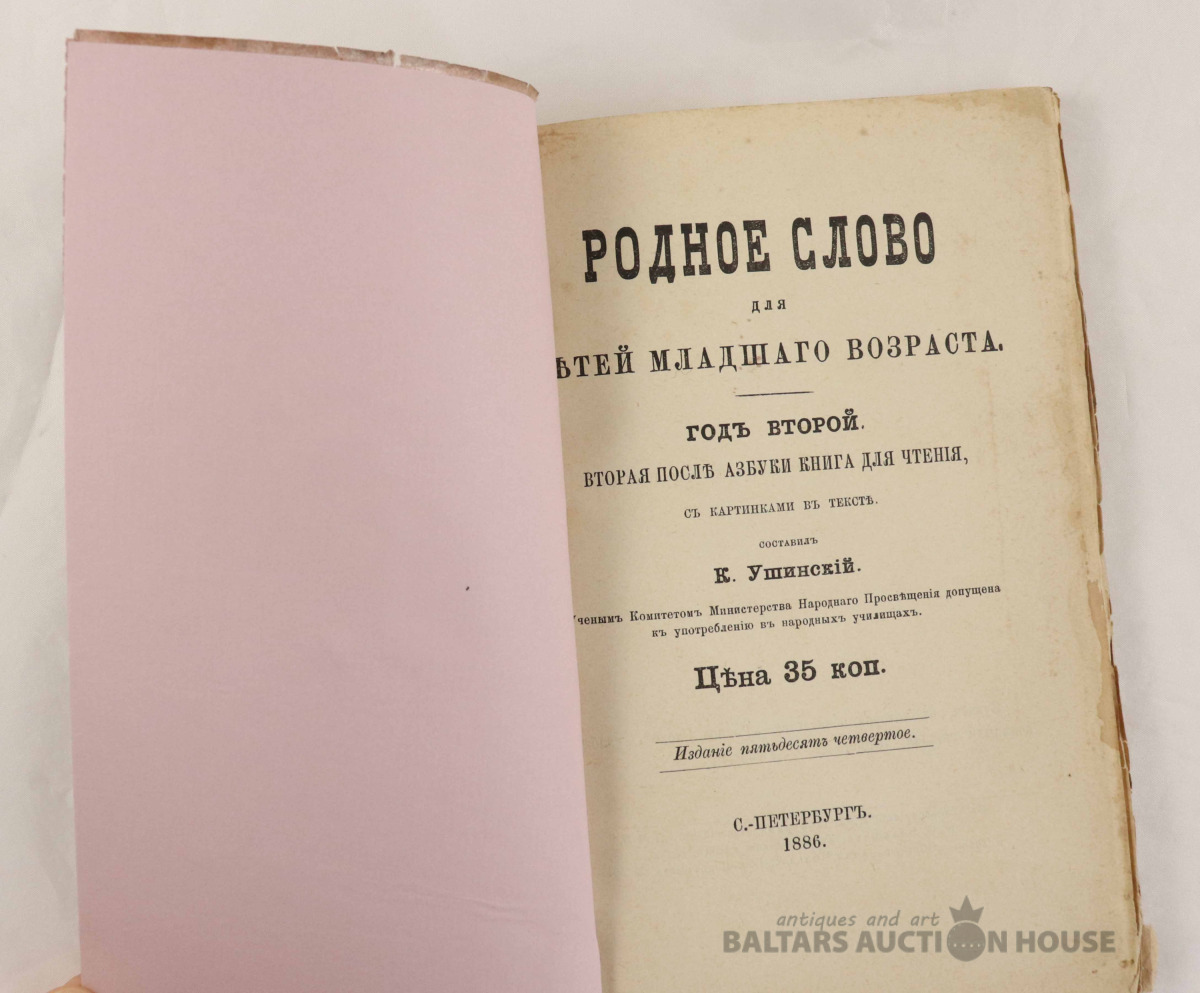 РОДНОЕ СЛОВО
для
ѢТЕЙ МЛАДШАГО ВОЗРАСТА.
ГОДЪ ВТОРОЙ.
ВТОРАЯ ПОСЛѢ АЗБУКИ КНИГА ДЛЯ ЧТЕНІЯ,
СЪ КАРТИНКАМИ ВЪ ТЕКСТѢ.
СОСТАВИЛЪ
К. Ушинскій.
Ученымъ Комитетомъ Министерства Народнаго Просвѣщенія допущена
къ употребленію въ народныхъ училищахъ.
Цѣна 35 коп.
Изданіе пятьдесятъ четвертое.
С.-ПЕТЕРБУРГЪ.
1886.
antiques and art
BALTARS AUCTION HOUSE